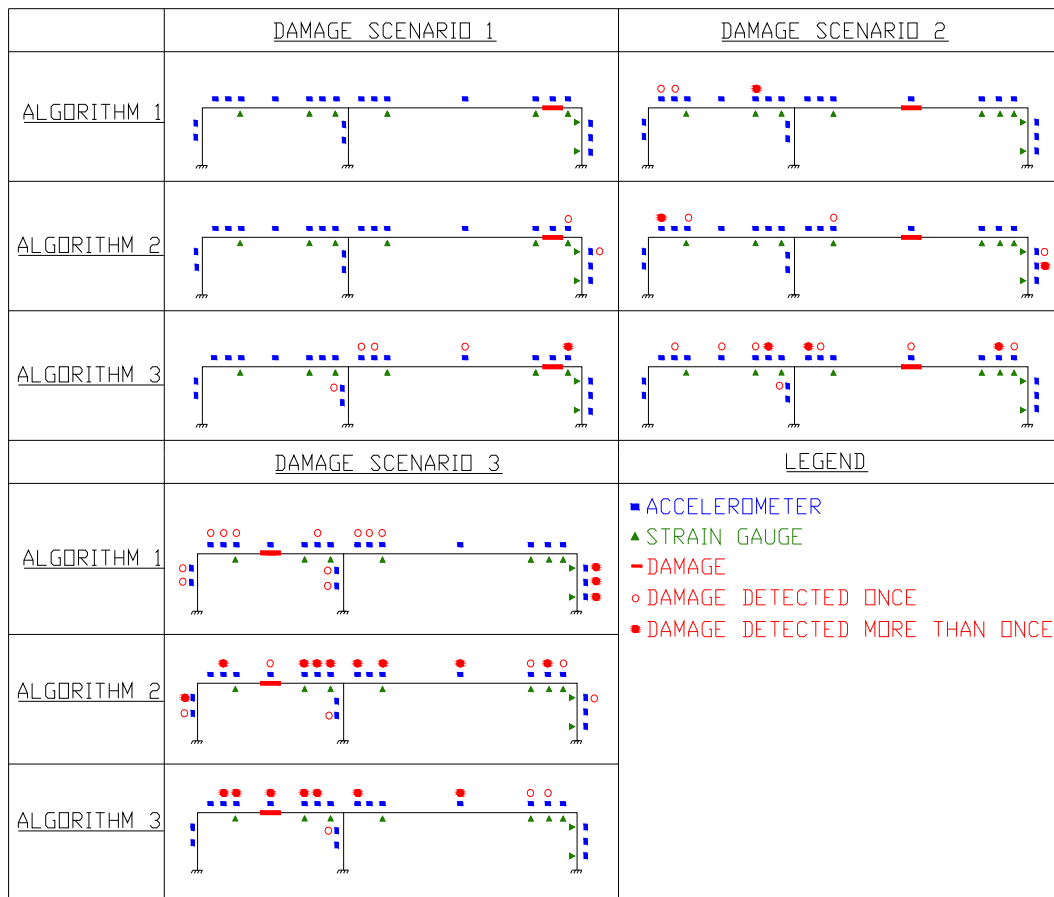 DAMAGE SCENARIO 1
DAMAGE SCENARIO 2
ALGORITHM 1
ALGORITHM 2
ALGORITHM 3
DAMAGE SCENARIO 3
LEGEND
ALGORITHM 1
ACCELEROMETER
STRAIN GAUGE
DAMAGE
DAMAGE DETECTED ONCE
DAMAGE DETECTED MORE THAN ONCE
ALGORITHM 2
ALGORITHM 3